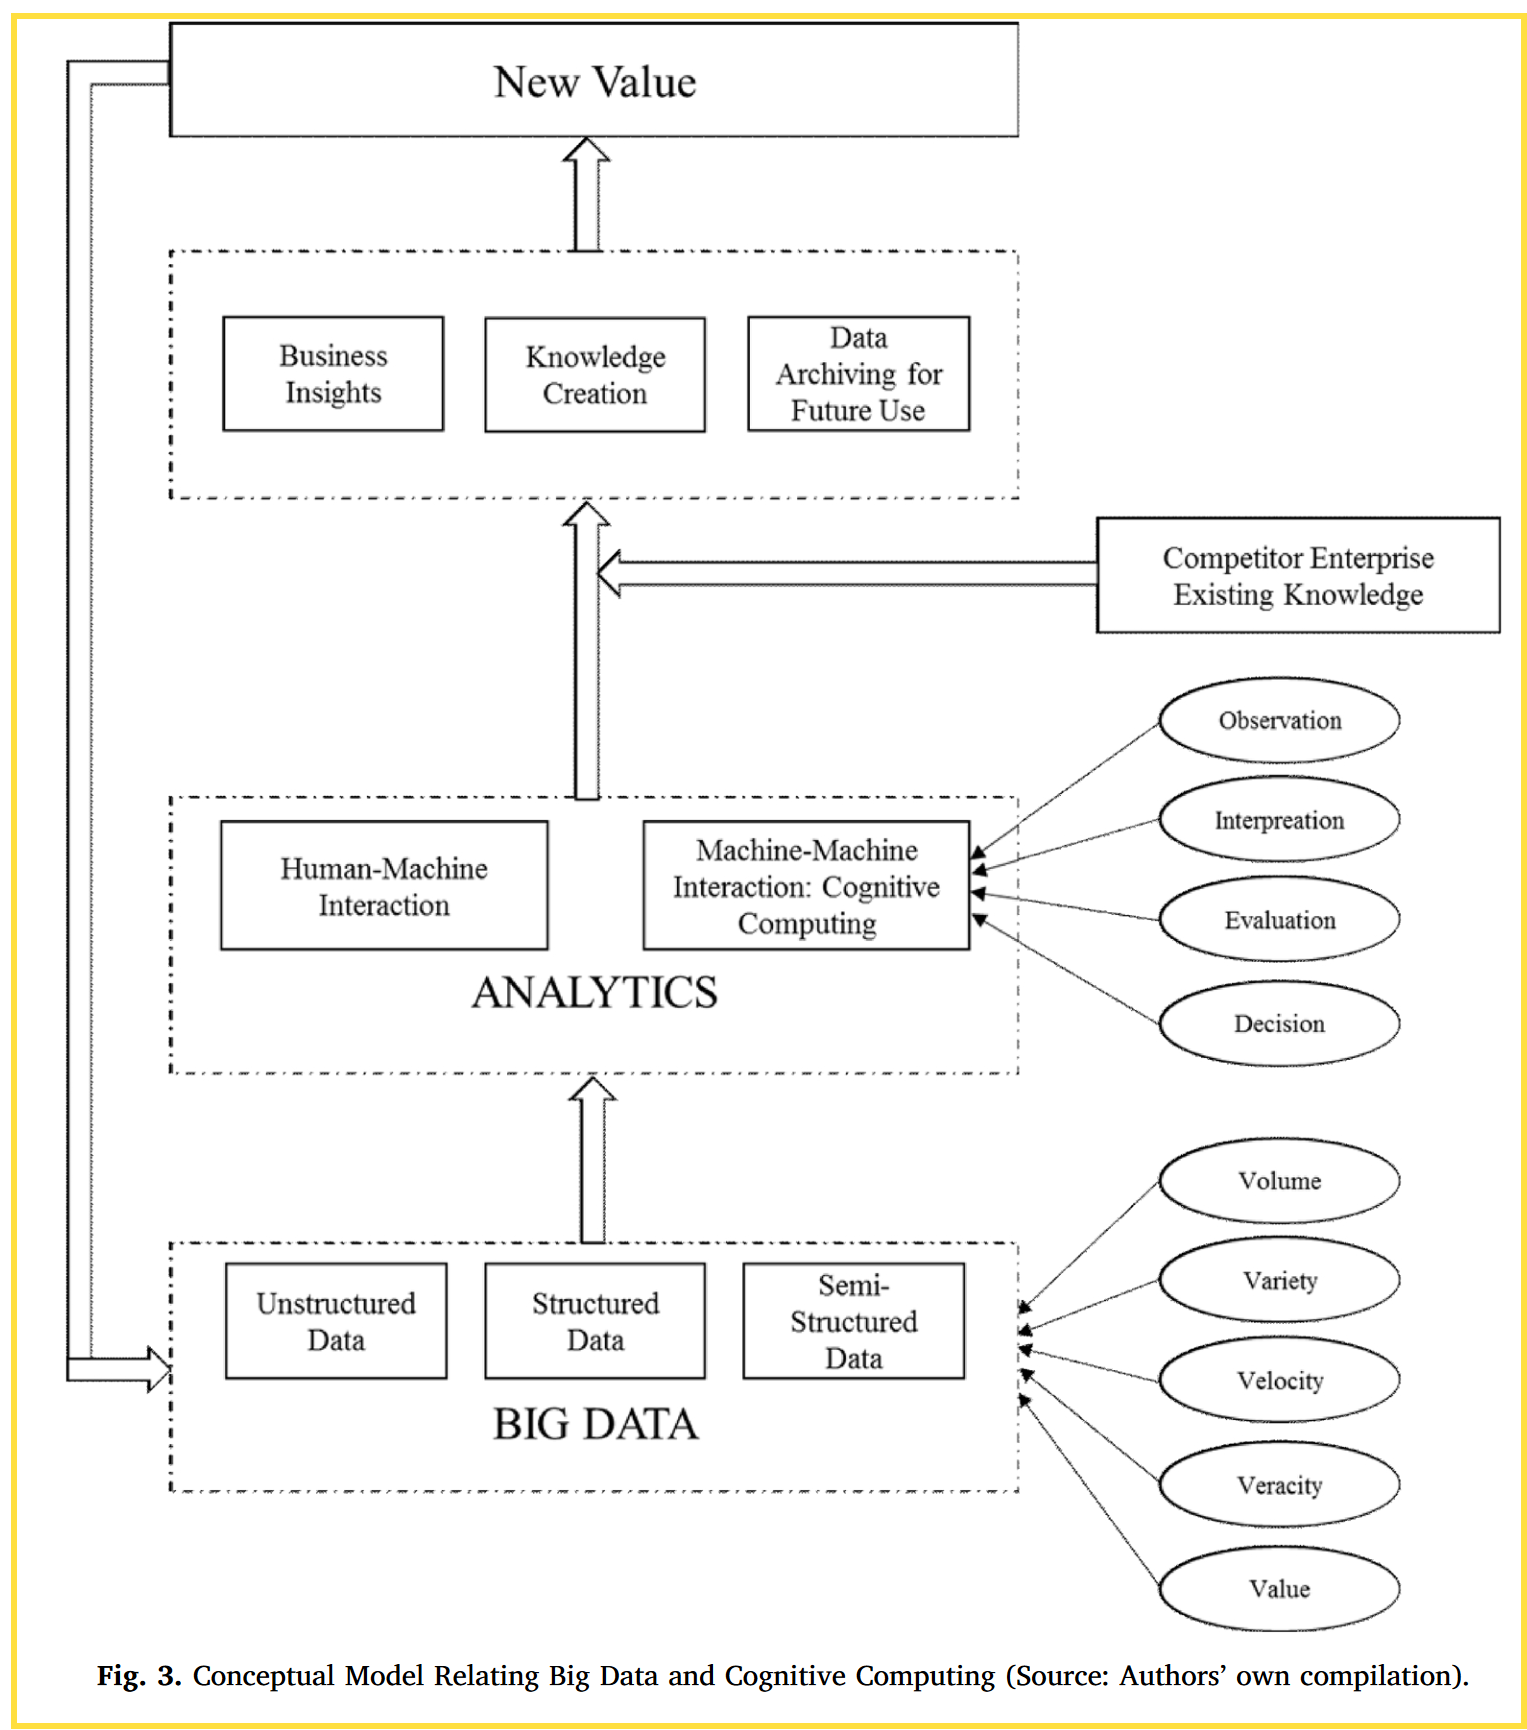 New Value
Business
Insights
Knowledge
Creation
Data
Archiving for
Future Use
Competitor Enterprise
Existing Knowledge
Human-Machine
Interaction
Machine-Machine
Interaction: Cognitive
Computing
ANALYTICS
Observation
Interpreation
Evaluation
Decision
Unstructured
Data
Structured
Data
Semi-
Structured
Data
BIG DATA
Volume
Variety
Velocity
Veracity
Value
Fig. 3. Conceptual Model Relating Big Data and Cognitive Computing (Source: Authors’ own compilation).